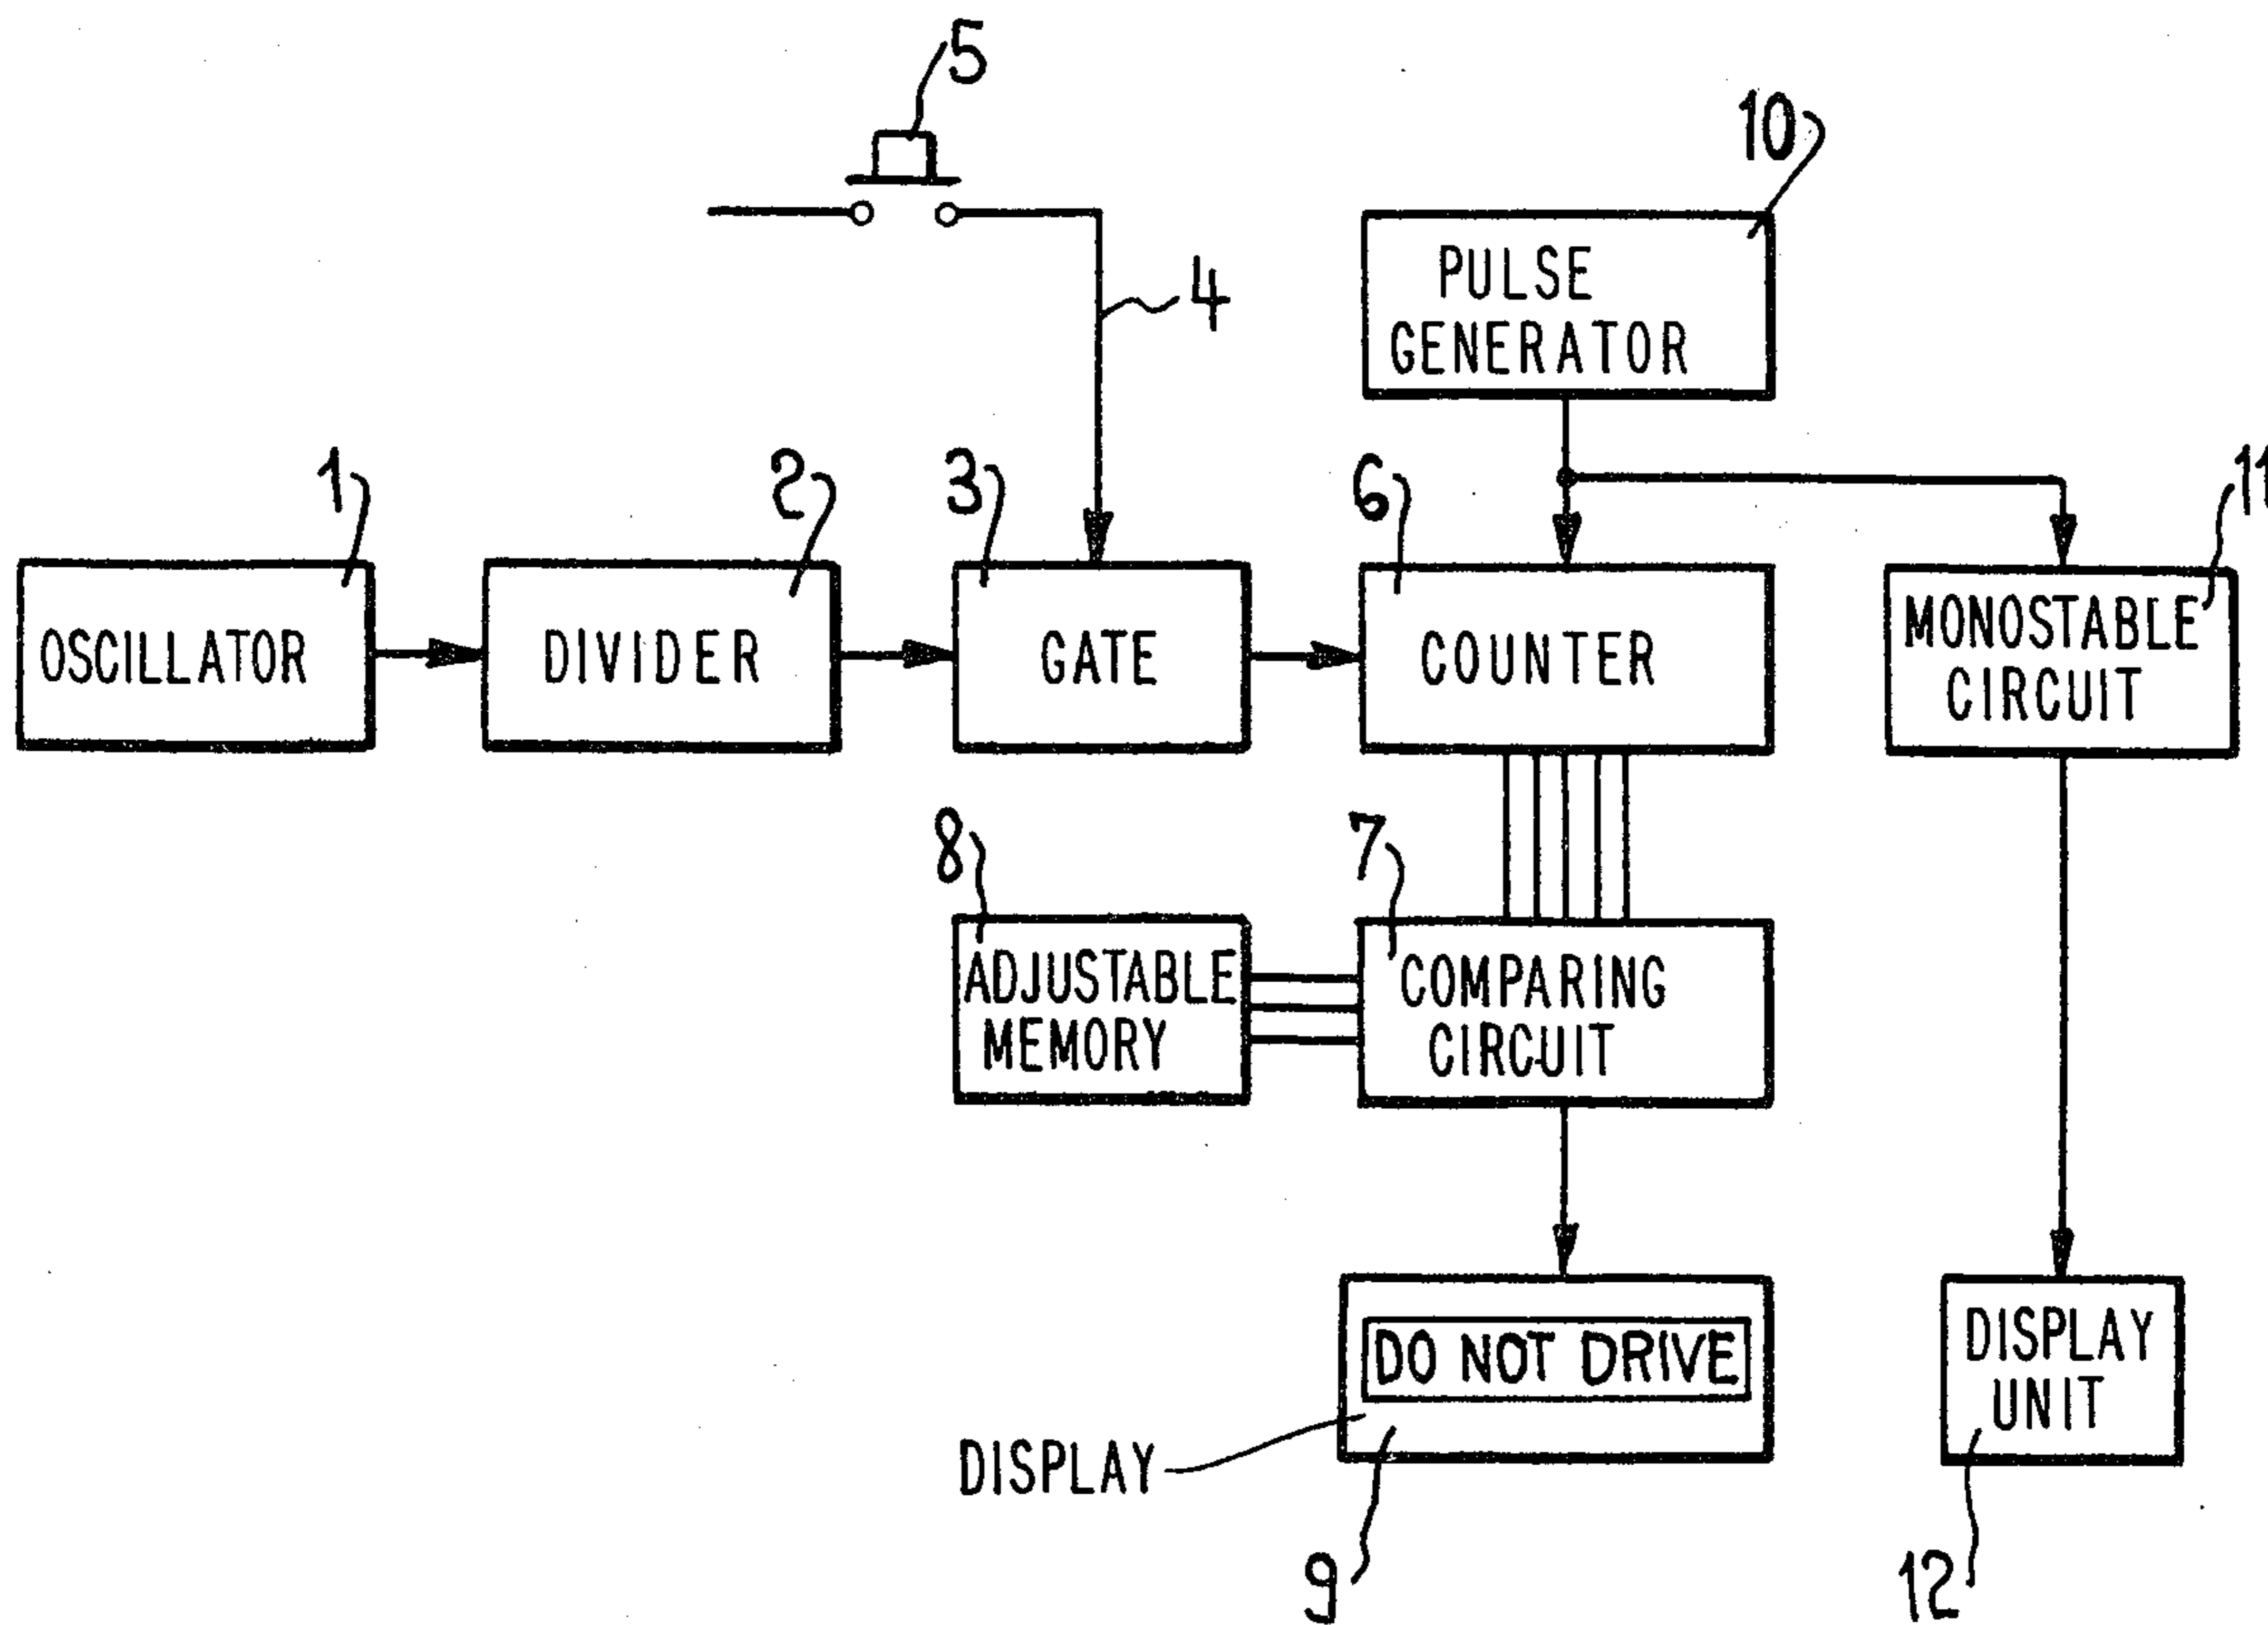 5
10
PULSE
GENERATOR
4
1
2
3
6
11
OSCILLATOR
DIVIDER
GATE
COUNTER
MONOSTABLE
CIRCUIT
8
7
ADJUSTABLE
MEMORY
COMPARING
CIRCUIT
DO NOT DRIVE
DISPLAY
UNIT
DISPLAY
9
12